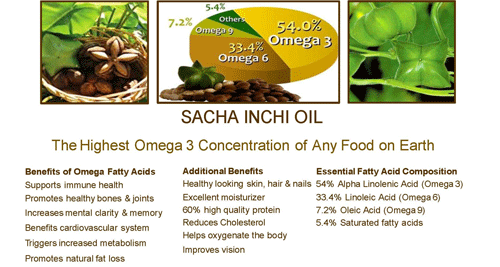 5.4%
Others
7.2%
Omega 9
54.0%
Omega 3
33.4%
Omega 6
SACHA INCHI OIL
The Highest Omega 3 Concentration of Any Food on Earth
Benefits of Omega Fatty Acids
Supports immune health
Promotes healthy bones & joints
Increases mental clarity & memory
Benefits cardiovascular system
Triggers increased metabolism
Promotes natural fat loss
Additional Benefits
Healthy looking skin, hair & nails
Excellent moisturizer
60% high quality protein
Reduces Cholesterol
Helps oxygenate the body
Improves vision
Essential Fatty Acid Composition
54% Alpha Linolenic Acid (Omega 3)
33.4% Linoleic Acid (Omega 6)
7.2% Oleic Acid (Omega 9)
5.4% Saturated fatty acids